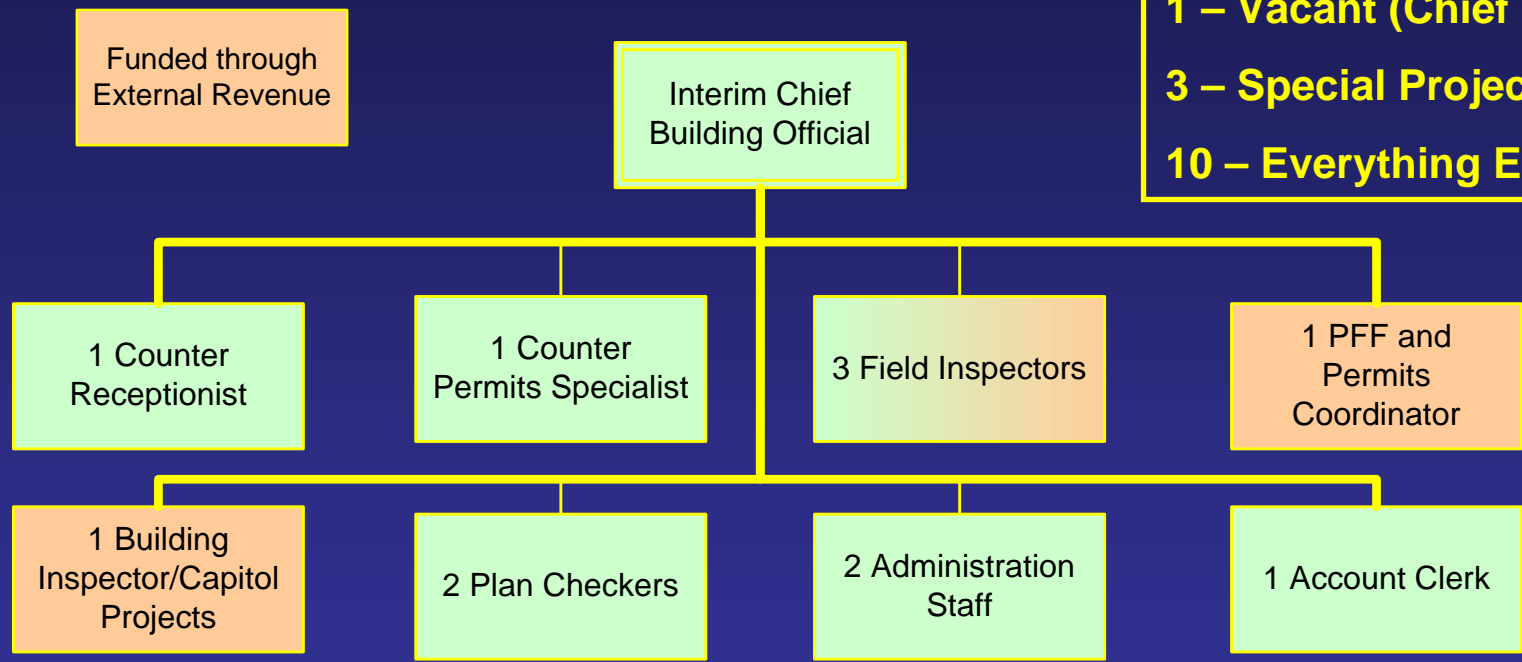 Funded through
External Revenue
Interim Chief
Building Official
1 – Vacant (Chief
3 – Special Projec
10 – Everything E
1 Counter
Receptionist
1 Counter
Permits Specialist
3 Field Inspectors
1 PFF and
Permits
Coordinator
1 Building
Inspector/Capitol
Projects
2 Plan Checkers
2 Administration
Staff
1 Account Clerk